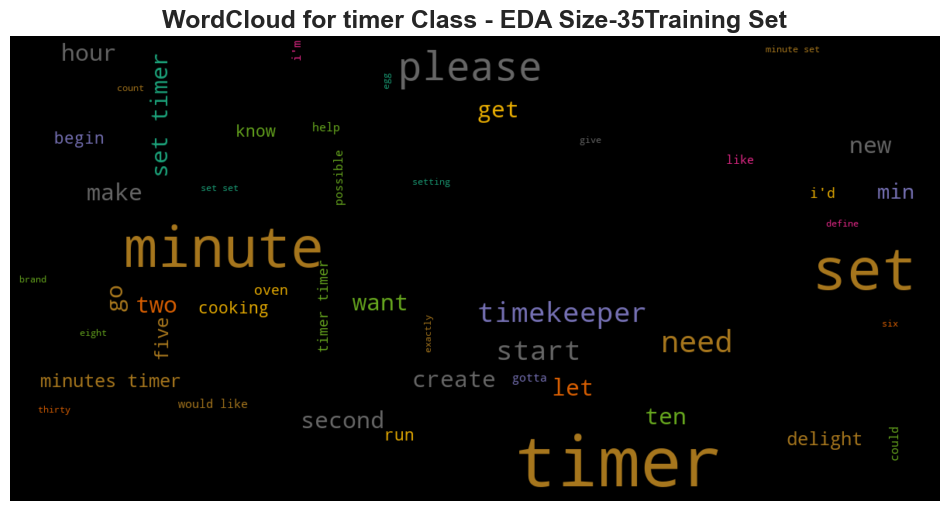 WordCloud for timer Class - EDA Size-35Training Set
hour
i'm
minute set
please
set timer
count
egg
get
begin
know
help
give
new
possible
like
make
set set
setting
i'd
min
define
minute
set
timer timer
brand
go
two
cooking
oven
want
timekeeper
five
eight
exactly
six
start
need
minutes timer
create
gotta
let
thirty
would like
second
run
ten
timer
delight
could